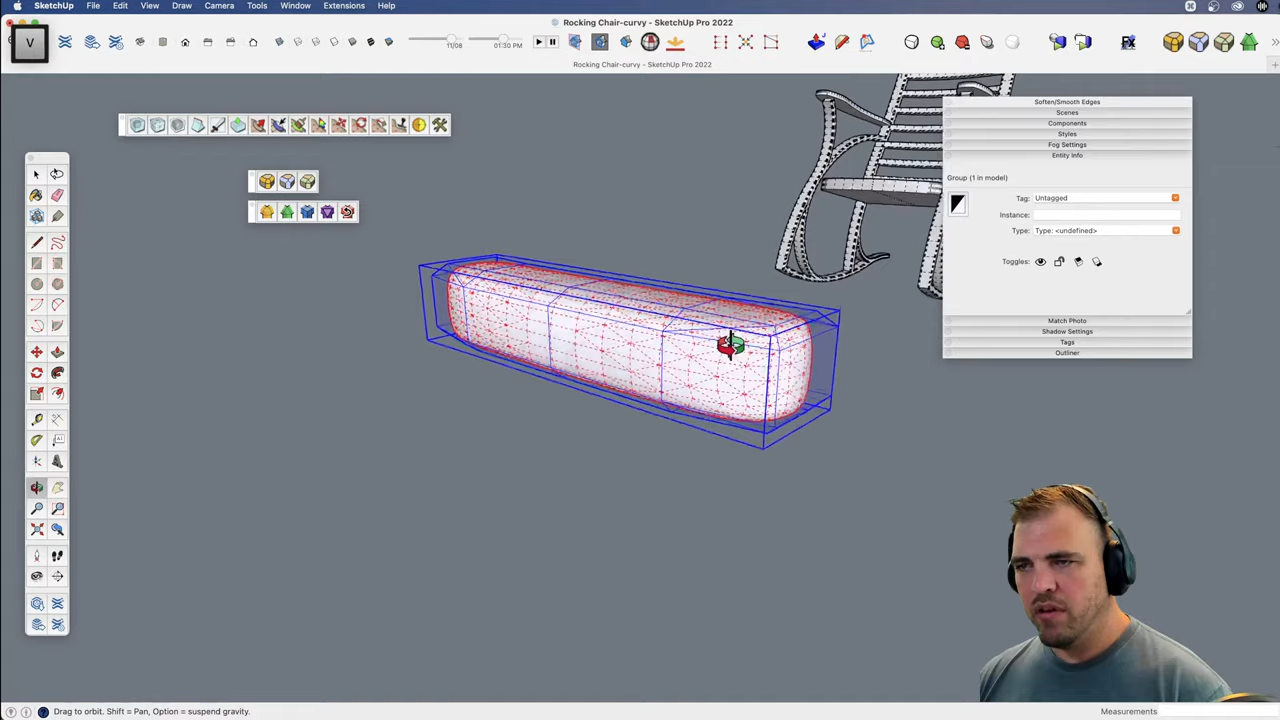 SketchUp File Edit View Draw Camera Tools Window Extensions Help
Rocking Chair-curvy - SketchUp Pro 2022
V
11/08 01:30 PM
Rocking Chair-curvy - SketchUp Pro 2022
Soften/Smooth Edges
Scenes
Components
Styles
Fog Settings
Entity Info
Group (1 in model)
Tag: Untagged
Instance:
Type: Type: <undefined>
Toggles:
Match Photo
Shadow Settings
Tags
Outliner
Drag to orbit. Shift = Pan, Option = suspend gravity. Measurements